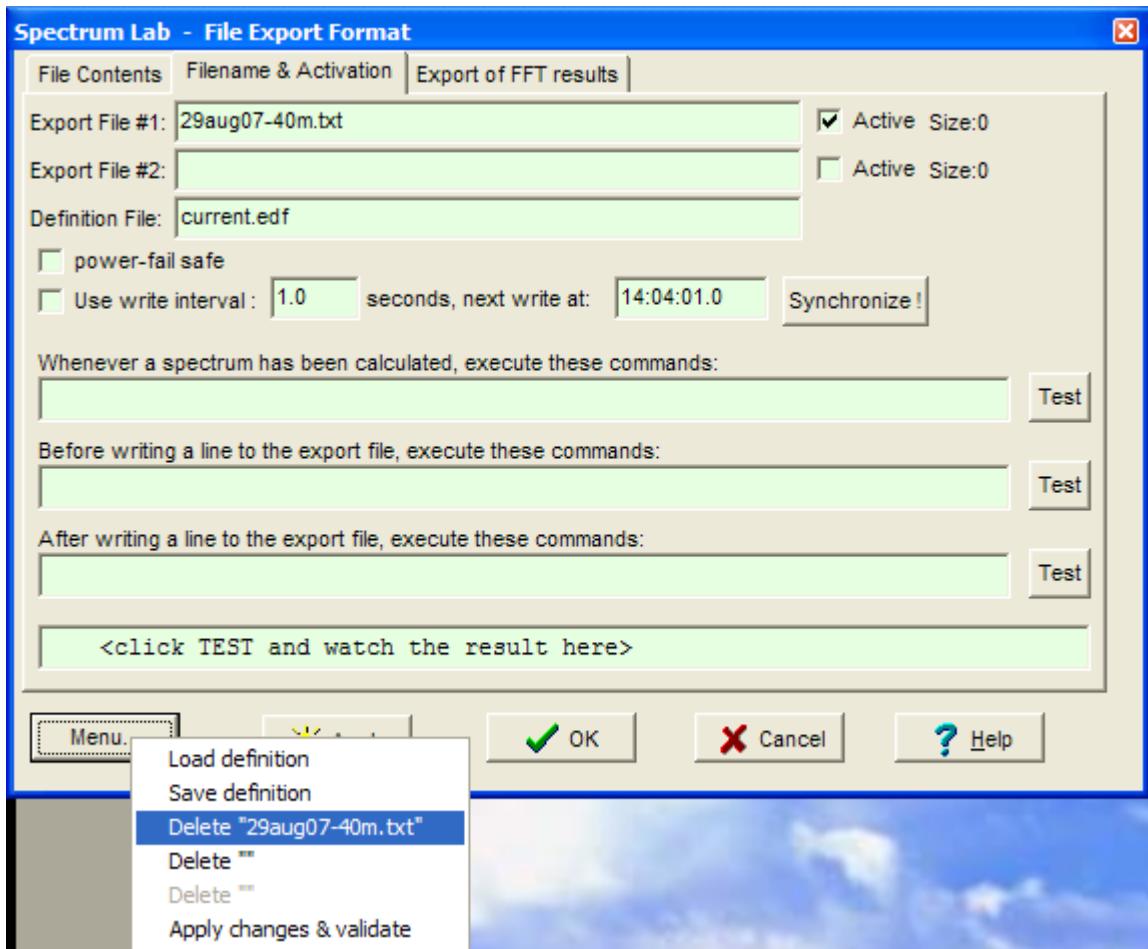 Spectrum Lab - File Export Format
File Contents Filename & Activation Export of FFT results
Export File #1: 29aug07-40m.txt Active Size:0
Export File #2: Active Size:0
Definition File: current.edf
power-fail safe
Use write interval : 1.0 seconds, next write at: 14:04:01.0 Synchronize !
Whenever a spectrum has been calculated, execute these commands:
Test
Before writing a line to the export file, execute these commands:
Test
After writing a line to the export file, execute these commands:
Test
<click TEST and watch the result here>
Menu.. OK Cancel ? Help
Load definition
Save definition
Delete "29aug07-40m.txt"
Delete ""
Delete ""
Apply changes & validate